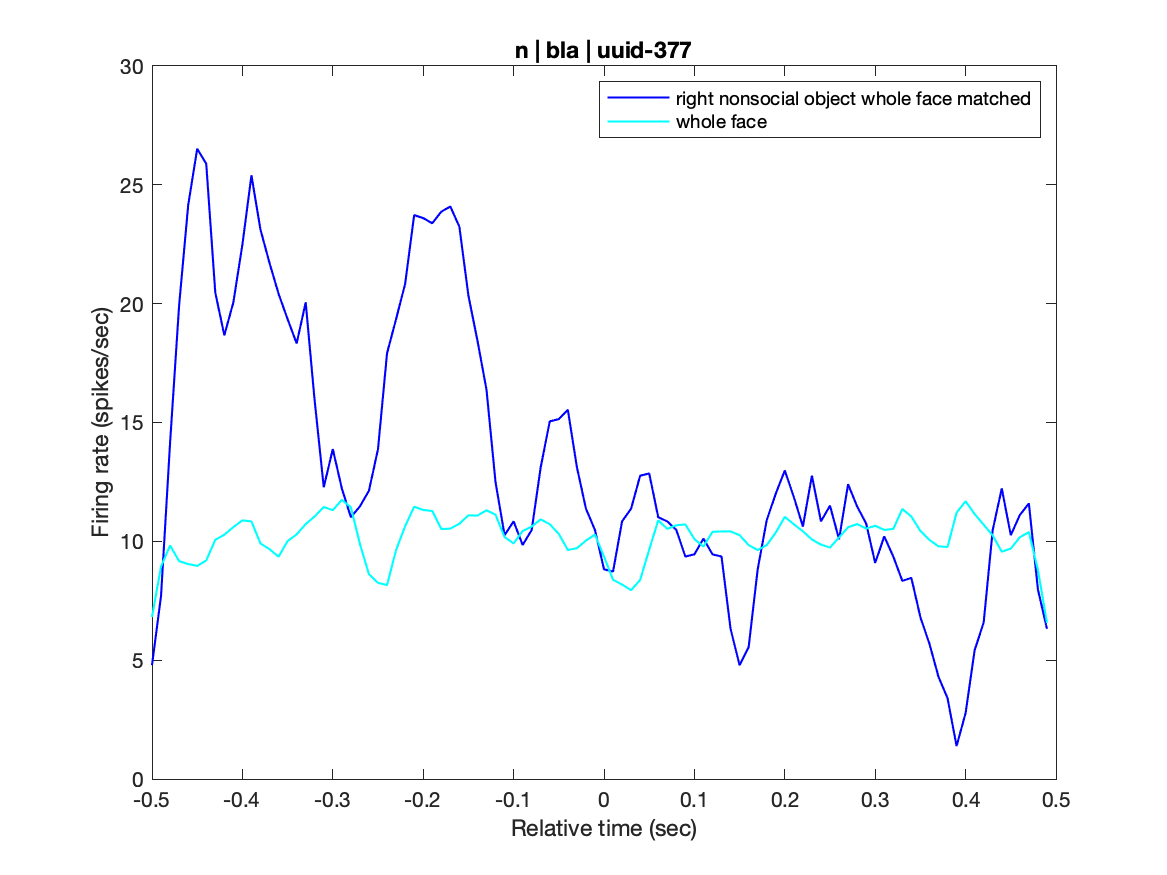 n | bla | uuid-377
right nonsocial object whole face matched
whole face
30
25
20
15
10
5
0
Firing rate (spikes/sec)
-0.5 -0.4 -0.3 -0.2 -0.1 0 0.1 0.2 0.3 0.4 0.5
Relative time (sec)